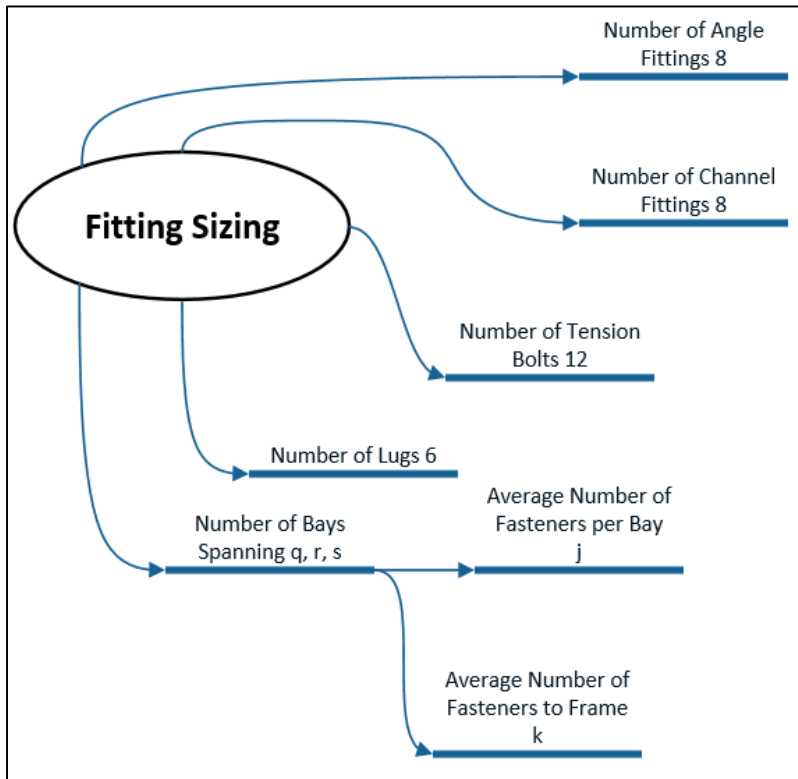 Number of Angle
Fittings 8
Number of Channel
Fittings 8
Fitting Sizing
Number of Tension
Bolts 12
Number of Lugs 6
Number of Bays
Spanning q, r, s
Average Number of
Fasteners per Bay
j
Average Number of
Fasteners to Frame
k